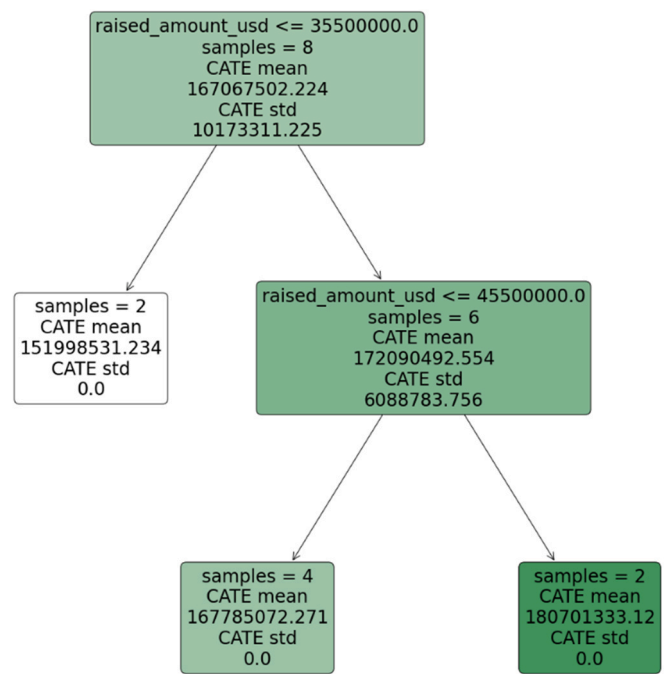 raised_amount_usd <= 35500000.0
samples = 8
CATE mean
167067502.224
CATE std
10173311.225
samples = 2
CATE mean
151998531.234
CATE std
0.0
raised_amount_usd <= 45500000.0
samples = 6
CATE mean
172090492.554
CATE std
6088783.756
samples = 4
CATE mean
167785072.271
CATE std
0.0
samples = 2
CATE mean
180701333.12
CATE std
0.0